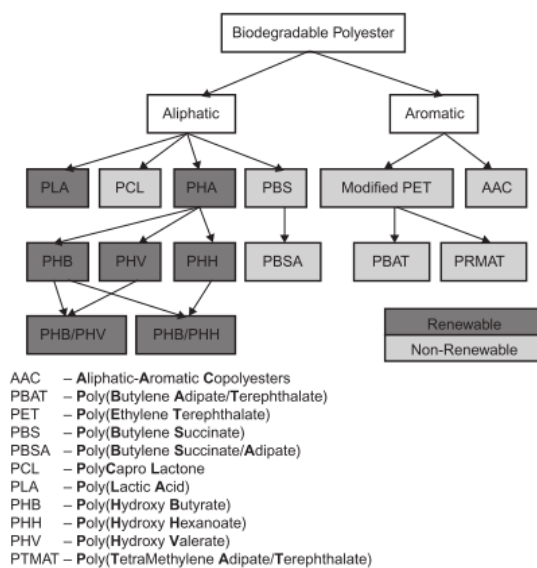 Biodegradable Polyester
Aliphatic
Aromatic
PLA
PCL
PHA
PBS
Modified PET
AAC
PHB
PHV
PHH
PBSA
PBAT
PRMAT
PHB/PHV
PHB/PHH
Renewable
Non-Renewable
AAC – Aliphatic-Aromatic Copolyesters
PBAT – Poly(Butylene Adipate/Terephthalate)
PET – Poly(Ethylene Terephthalate)
PBS – Poly(Butylene Succinate)
PBSA – Poly(Butylene Succinate/Adipate)
PCL – PolyCapro Lactone
PLA – Poly(Lactic Acid)
PHB – Poly(Hydroxy Butyrate)
PHH – Poly(Hydroxy Hexanoate)
PHV – Poly(Hydroxy Valerate)
PTMAT – Poly(TetraMethylene Adipate/Terephthalate)